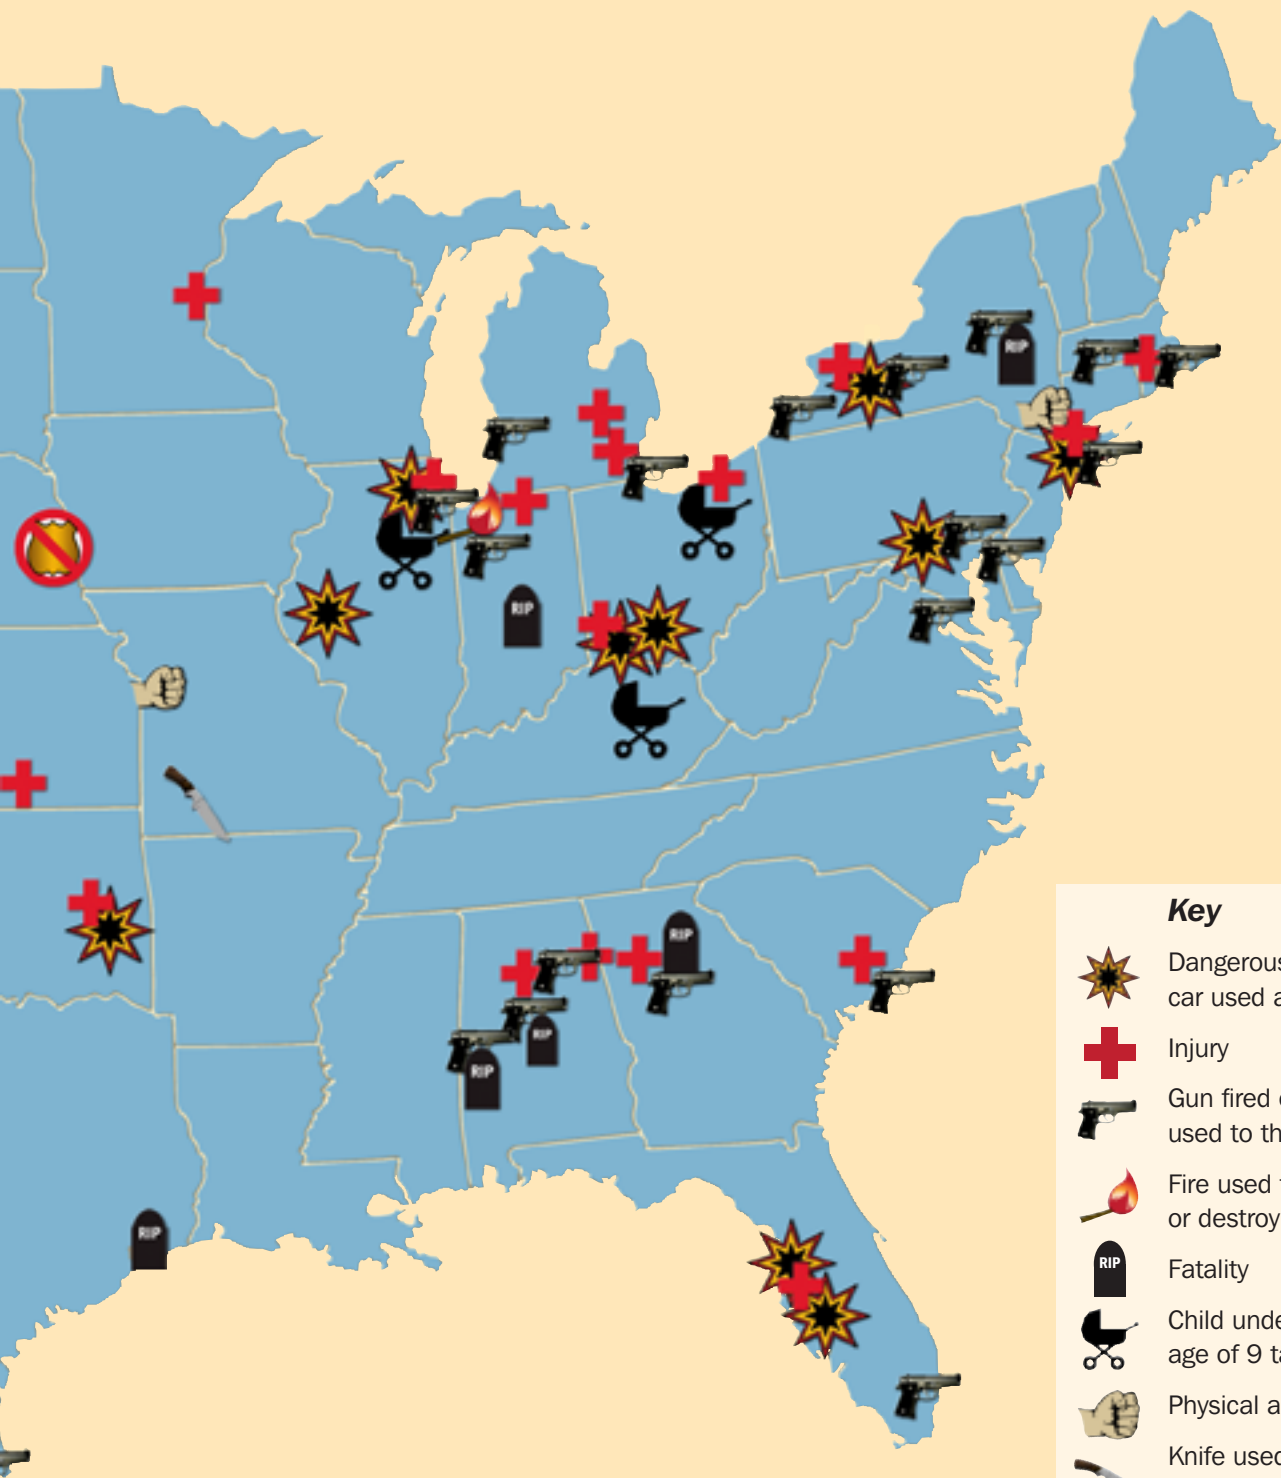 RIP
RIP
RIP
RIP
RIP
RIP
Key
Dangerous
car used a
Injury
Gun fired
used to th
Fire used
or destroy
RIP
Fatality
Child unde
age of 9 ta
Physical a
Knife used